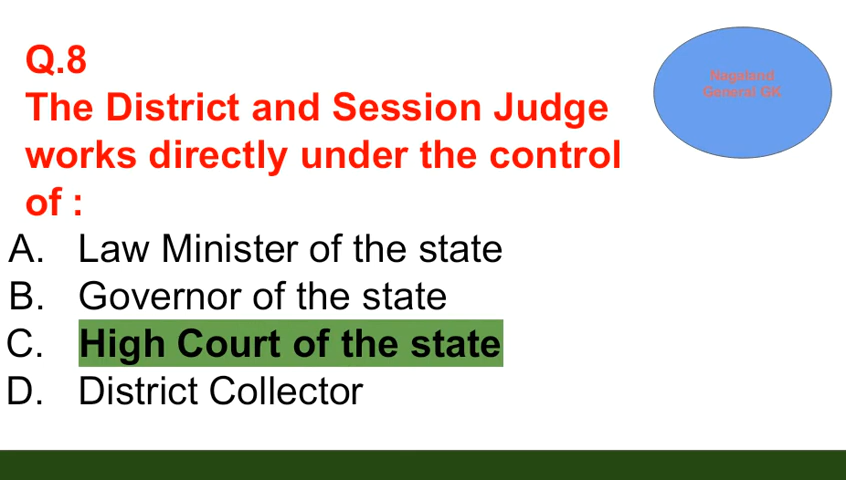 Q.8
The District and Session Judge
works directly under the control
of :
A. Law Minister of the state
B. Governor of the state
C. High Court of the state
D. District Collector
Nagaland
General GK